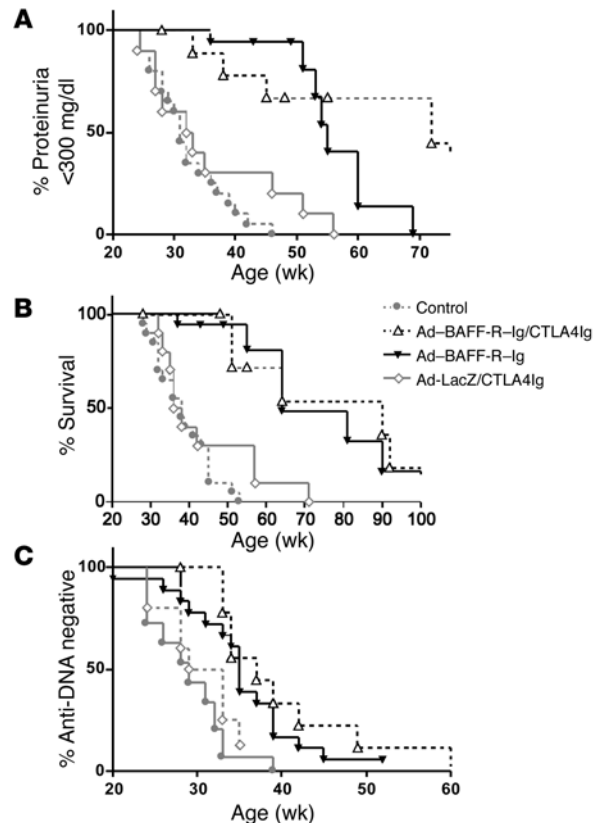 A
% Proteinuria
<300 mg/dl
100
50
0
20 30 40 50 60 70
Age (wk)
B
% Survival
100
50
0
20 30 40 50 60 70 80 90 100
Age (wk)
Control
Ad–BAFF-R–Ig/CTLA4Ig
Ad–BAFF-R–Ig
Ad-LacZ/CTLA4Ig
C
% Anti-DNA negative
100
50
0
20 30 40 50 60
Age (wk)